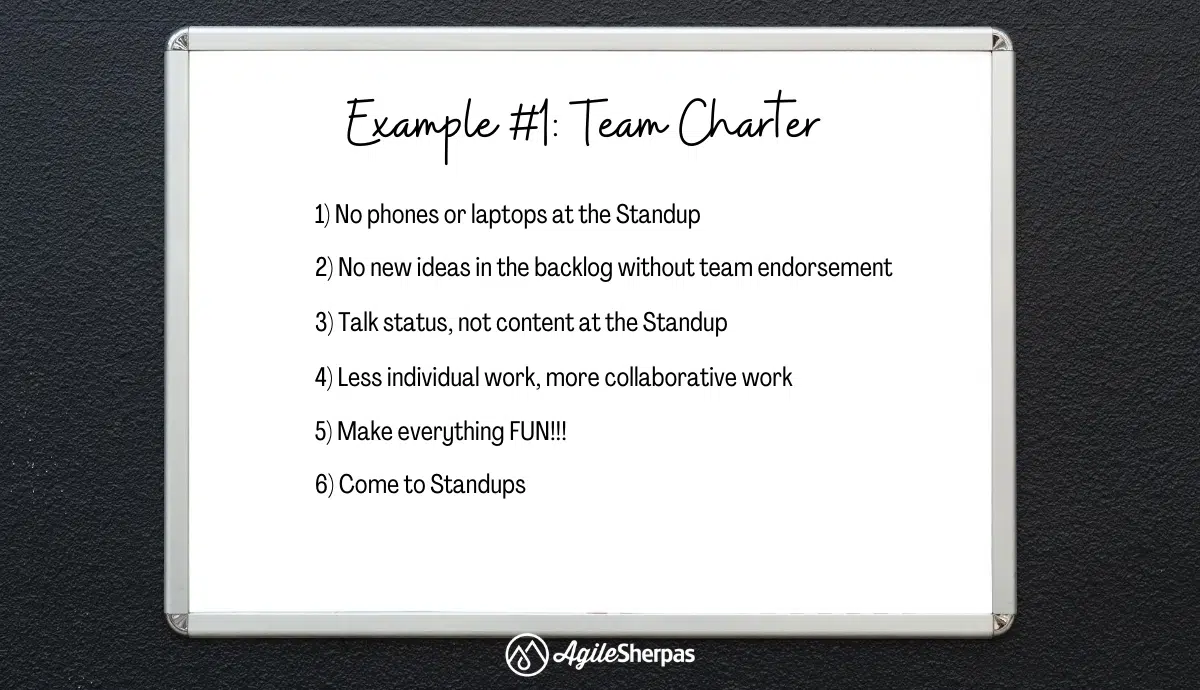 Example #1: Team Charter
1) No phones or laptops at the Standup
2) No new ideas in the backlog without team endorsement
3) Talk status, not content at the Standup
4) Less individual work, more collaborative work
5) Make everything FUN!!!
6) Come to Standups
AgileSherpas